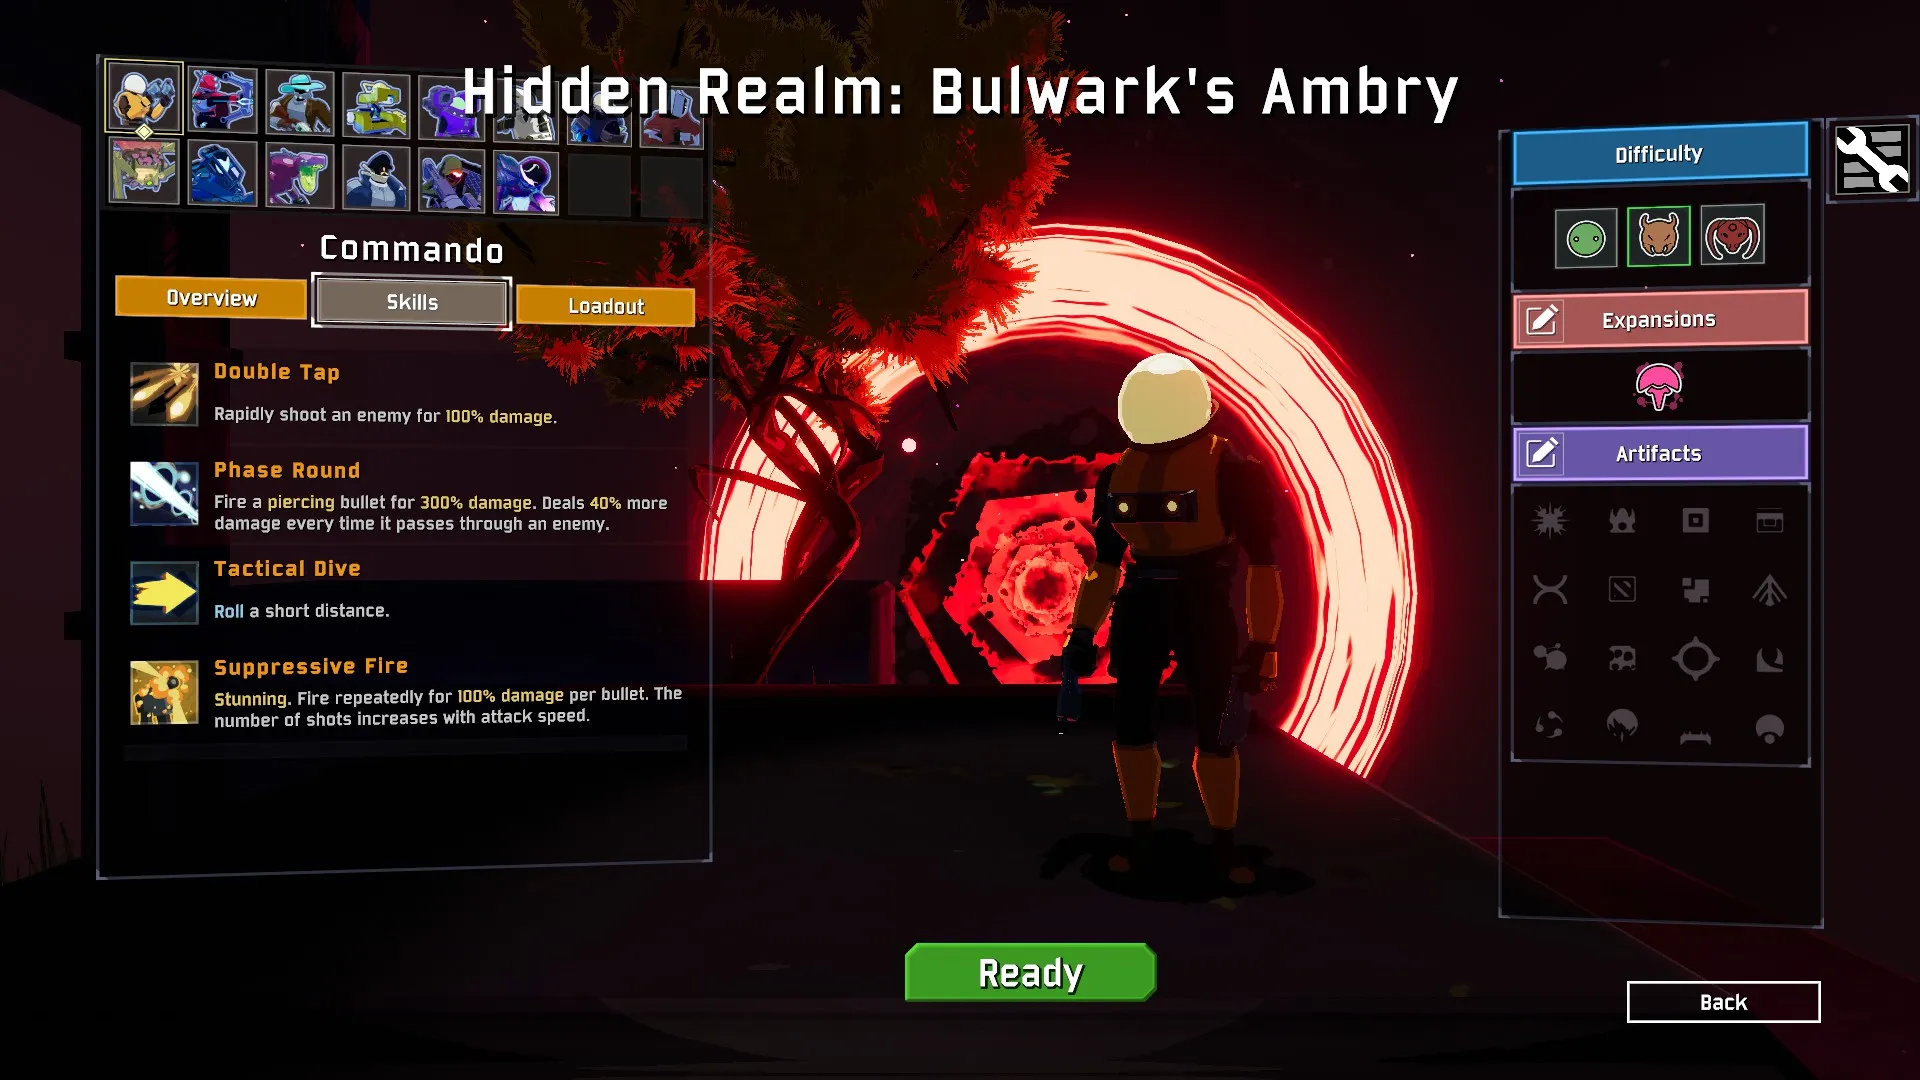 Hidden Realm: Bulwark's Ambry
Commando
Overview
Skills
Loadout
Double Tap
Rapidly shoot an enemy for 100% damage.
Phase Round
Fire a piercing bullet for 300% damage. Deals 40% more
damage every time it passes through an enemy.
Tactical Dive
Roll a short distance.
Suppressive Fire
Stunning. Fire repeatedly for 100% damage per bullet. The
number of shots increases with attack speed.
Difficulty
Expansions
Artifacts
Ready
Back